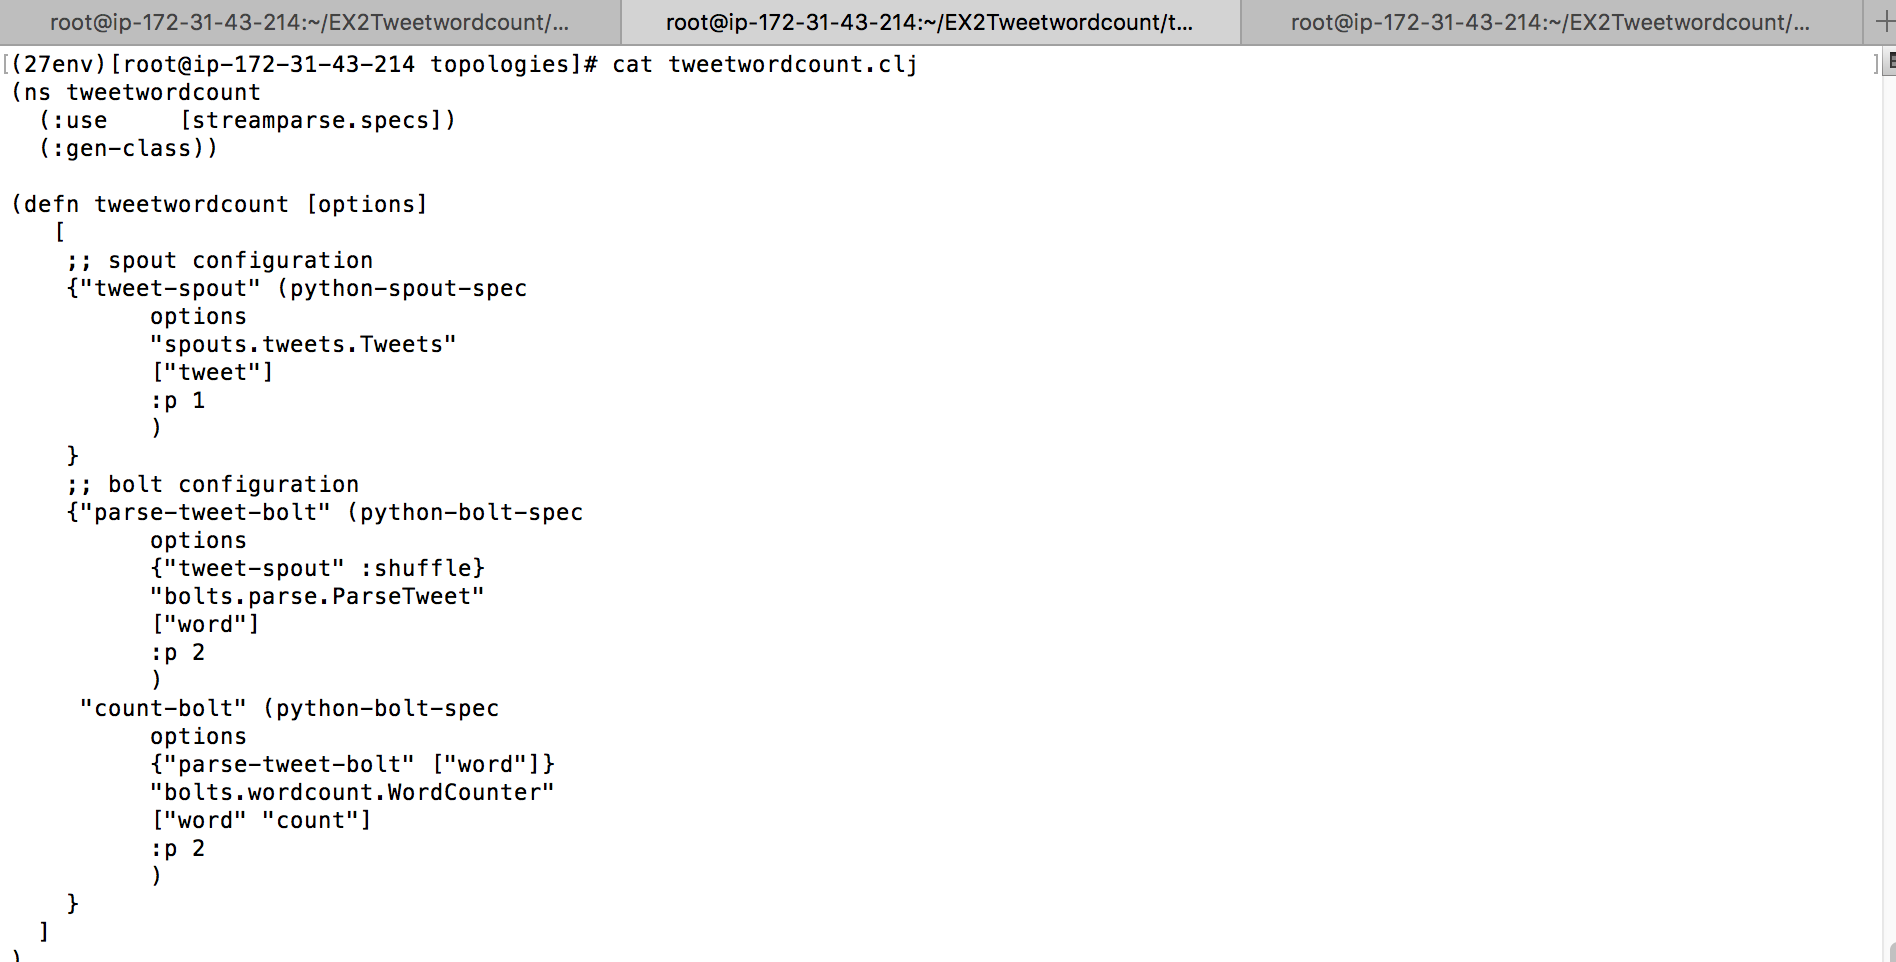 root@ip-172-31-43-214:~/EX2Tweetwordcount/... root@ip-172-31-43-214:~/EX2Tweetwordcount/t... root@ip-172-31-43-214:~/EX2Tweetwordcount/... +
[(27env)[root@ip-172-31-43-214 topologies]# cat tweetwordcount.clj ]
(ns tweetwordcount
  (:use     [streamparse.specs])
  (:gen-class))

(defn tweetwordcount [options]
   [
    ;; spout configuration
    {"tweet-spout" (python-spout-spec
          options
          "spouts.tweets.Tweets"
          ["tweet"]
          :p 1
          )
    }
    ;; bolt configuration
    {"parse-tweet-bolt" (python-bolt-spec
          options
          {"tweet-spout" :shuffle}
          "bolts.parse.ParseTweet"
          ["word"]
          :p 2
          )
     "count-bolt" (python-bolt-spec
          options
          {"parse-tweet-bolt" ["word"]}
          "bolts.wordcount.WordCounter"
          ["word" "count"]
          :p 2
          )
    }
  ]
)